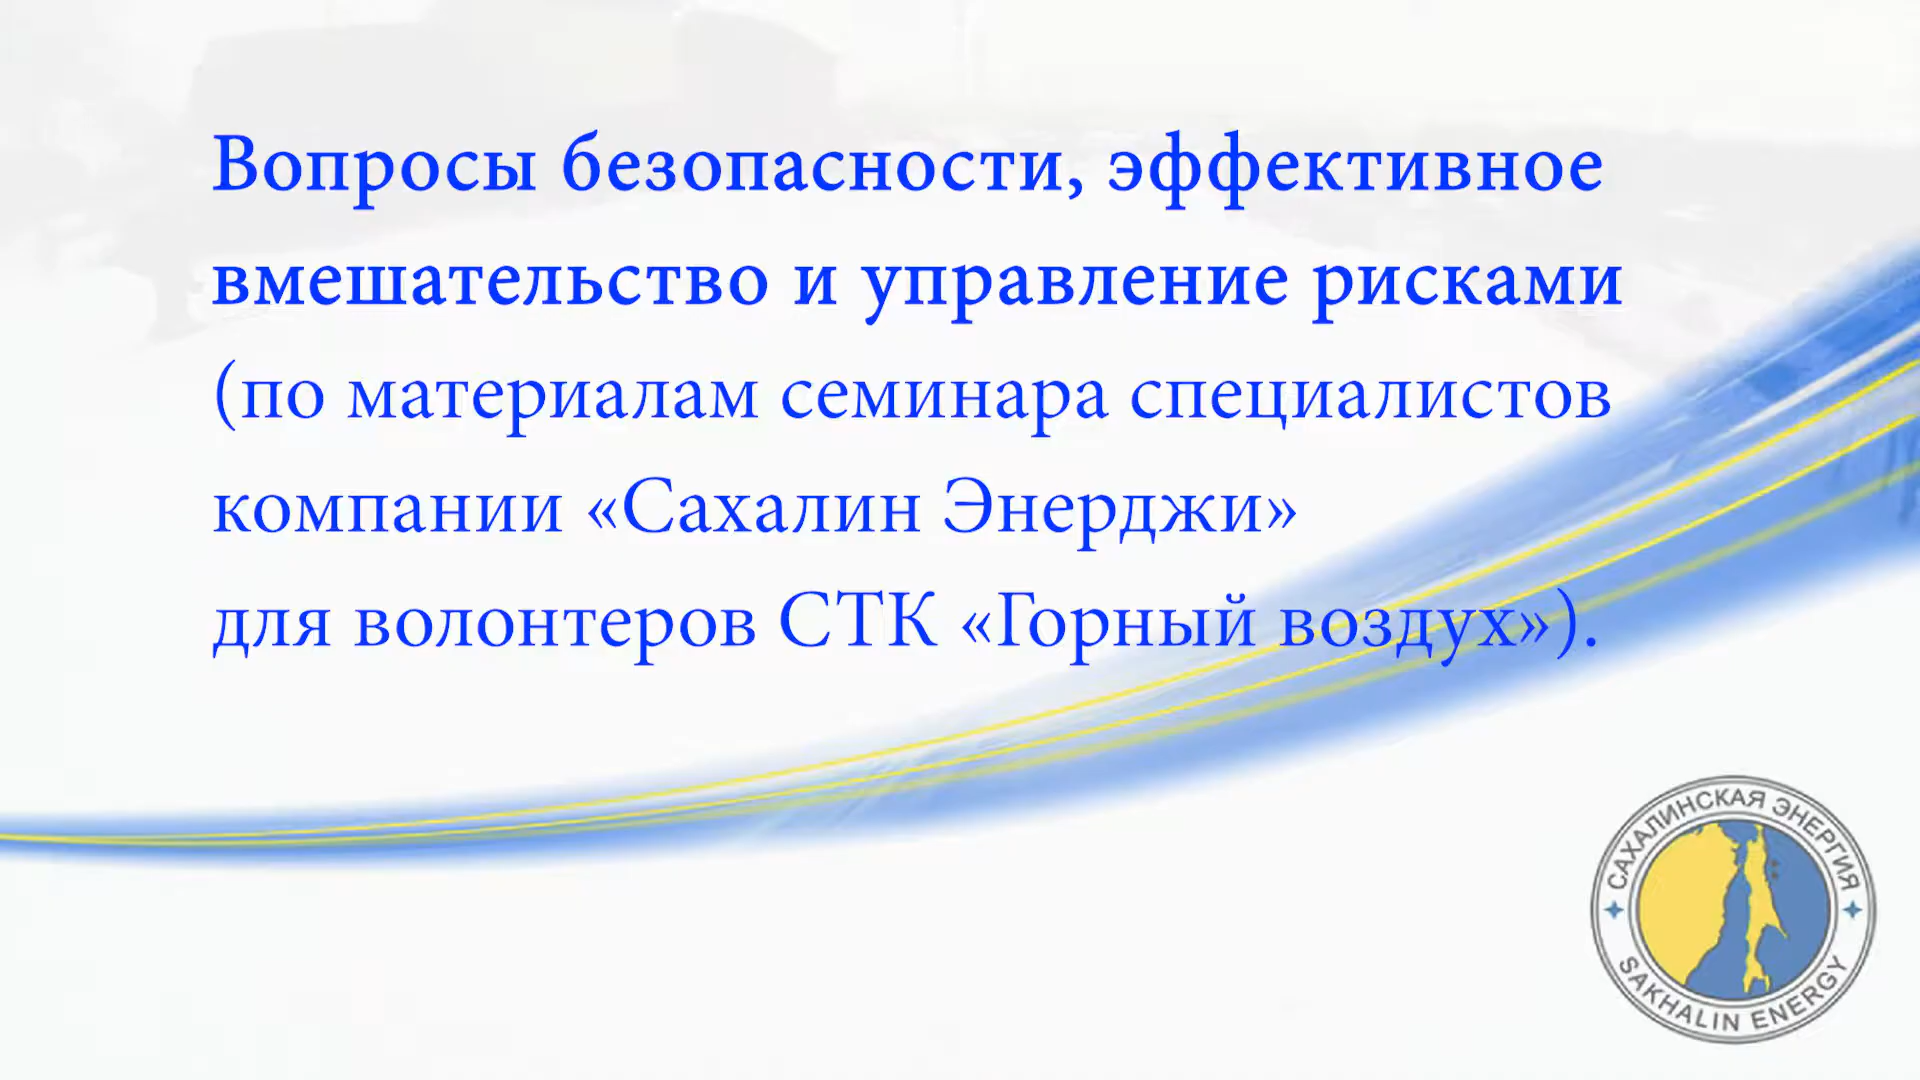 Вопросы безопасности, эффективное
вмешательство и управление рисками
(по материалам семинара специалистов
компании «Сахалин Энерджи»
для волонтеров СТК «Горный воздух»).
САХАЛИНСКАЯ ЭНЕРГИЯ
SAKHALIN ENERGY